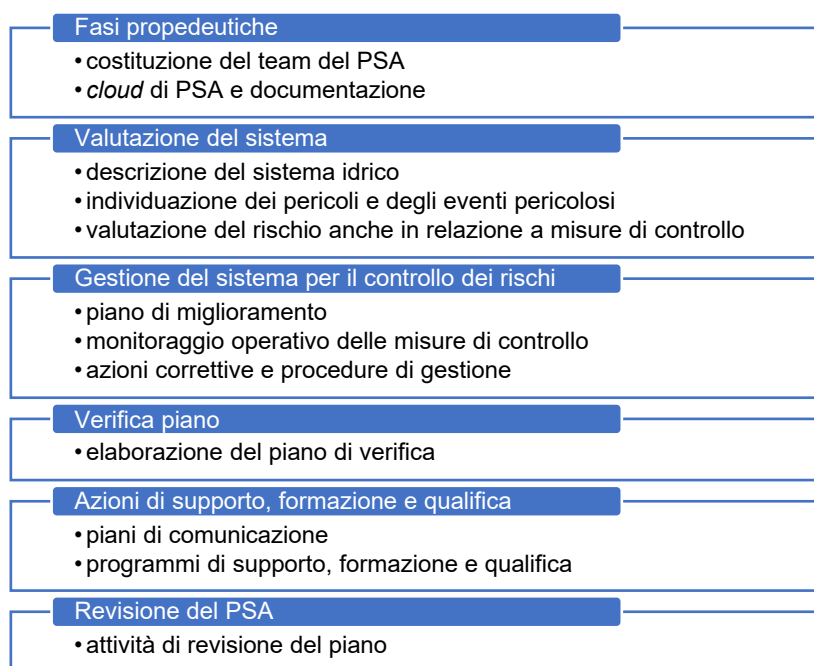 Fasi propedeutiche
• costituzione del team del PSA
• cloud di PSA e documentazione
Valutazione del sistema
• descrizione del sistema idrico
• individuazione dei pericoli e degli eventi pericolosi
• valutazione del rischio anche in relazione a misure di controllo
Gestione del sistema per il controllo dei rischi
• piano di miglioramento
• monitoraggio operativo delle misure di controllo
• azioni correttive e procedure di gestione
Verifica piano
• elaborazione del piano di verifica
Azioni di supporto, formazione e qualifica
• piani di comunicazione
• programmi di supporto, formazione e qualifica
Revisione del PSA
• attività di revisione del piano